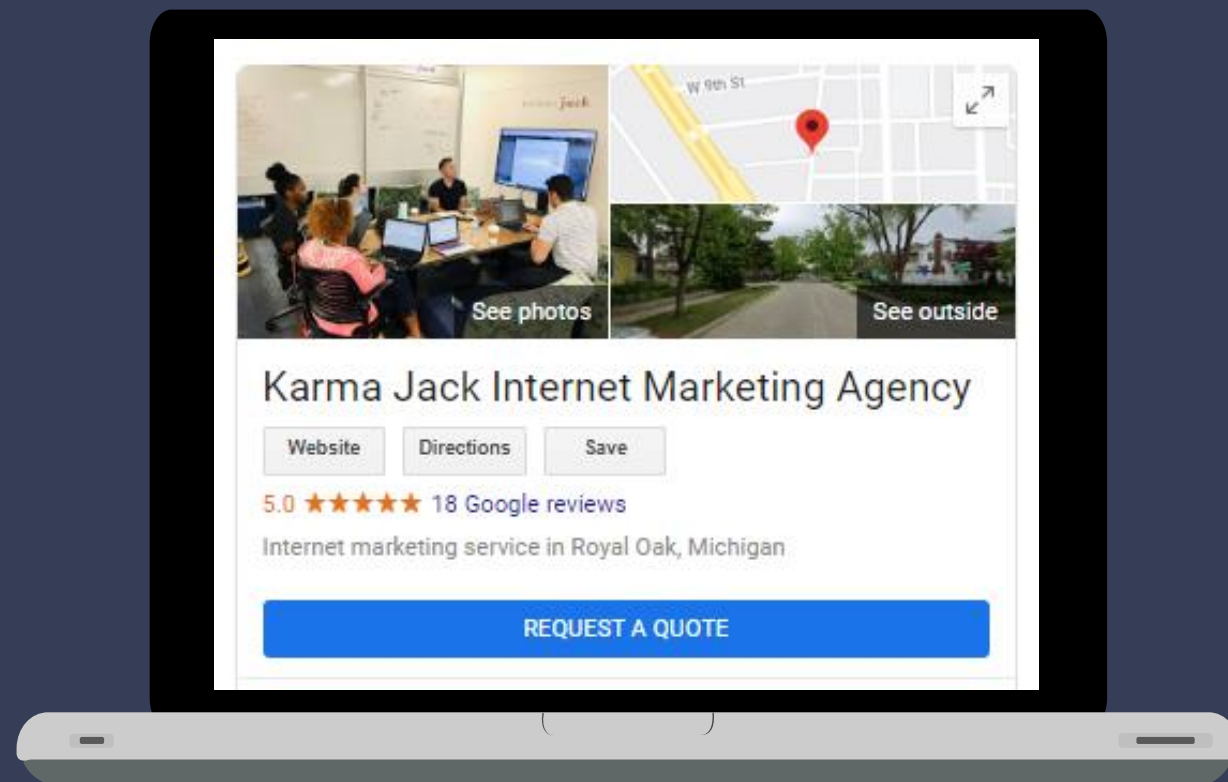 jack
W 9th St
See photos
See outside
Karma Jack Internet Marketing Agency
Website
Directions
Save
5.0 ★★★★★ 18 Google reviews
Internet marketing service in Royal Oak, Michigan
REQUEST A QUOTE